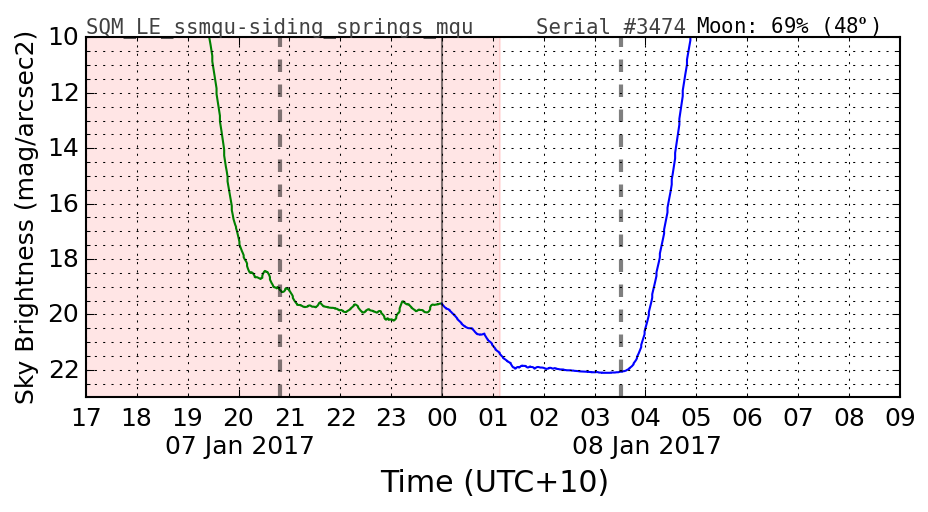 SQM_LE_ssmqu-siding_springs_mqu Serial #3474 Moon: 69% (48°)
Sky Brightness (mag/arcsec2)
10
12
14
16
18
20
22
17 18 19 20 21 22 23 00 01 02 03 04 05 06 07 08 09
07 Jan 2017 08 Jan 2017
Time (UTC+10)